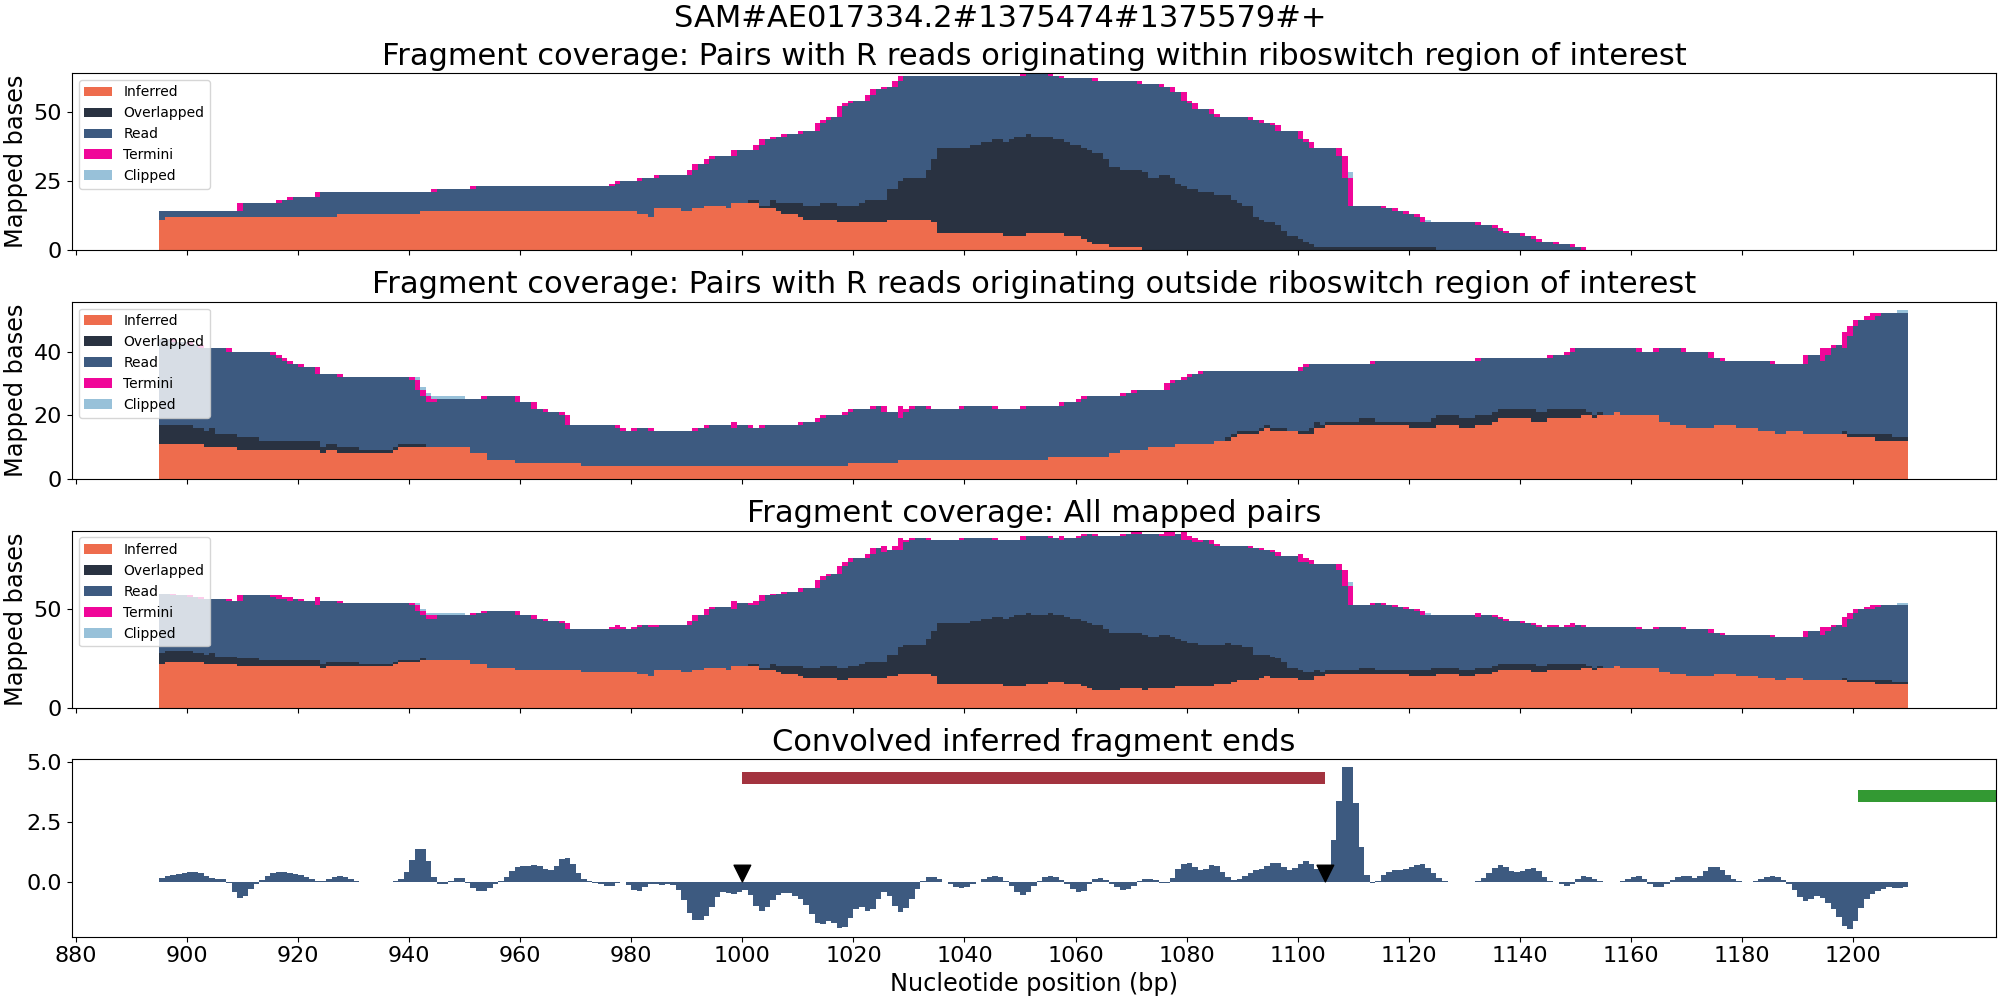 SAM#AE017334.2#1375474#1375579#+
Fragment coverage: Pairs with R reads originating within riboswitch region of interest
Mapped bases
50
25
0
Inferred
Overlapped
Read
Termini
Clipped
Fragment coverage: Pairs with R reads originating outside riboswitch region of interest
Mapped bases
40
20
0
Inferred
Overlapped
Read
Termini
Clipped
Fragment coverage: All mapped pairs
Mapped bases
50
0
Inferred
Overlapped
Read
Termini
Clipped
Convolved inferred fragment ends
5.0
2.5
0.0
880 900 920 940 960 980 1000 1020 1040 1060 1080 1100 1120 1140 1160 1180 1200
Nucleotide position (bp)